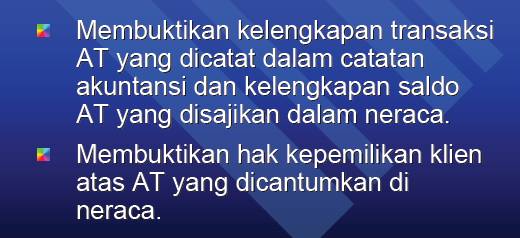 Membuktikan kelengkapan transaksi
AT yang dicatat dalam catatan
akuntansi dan kelengkapan saldo
AT yang disajikan dalam neraca.
Membuktikan hak kepemilikan klien
atas AT yang dicantumkan di
neraca.